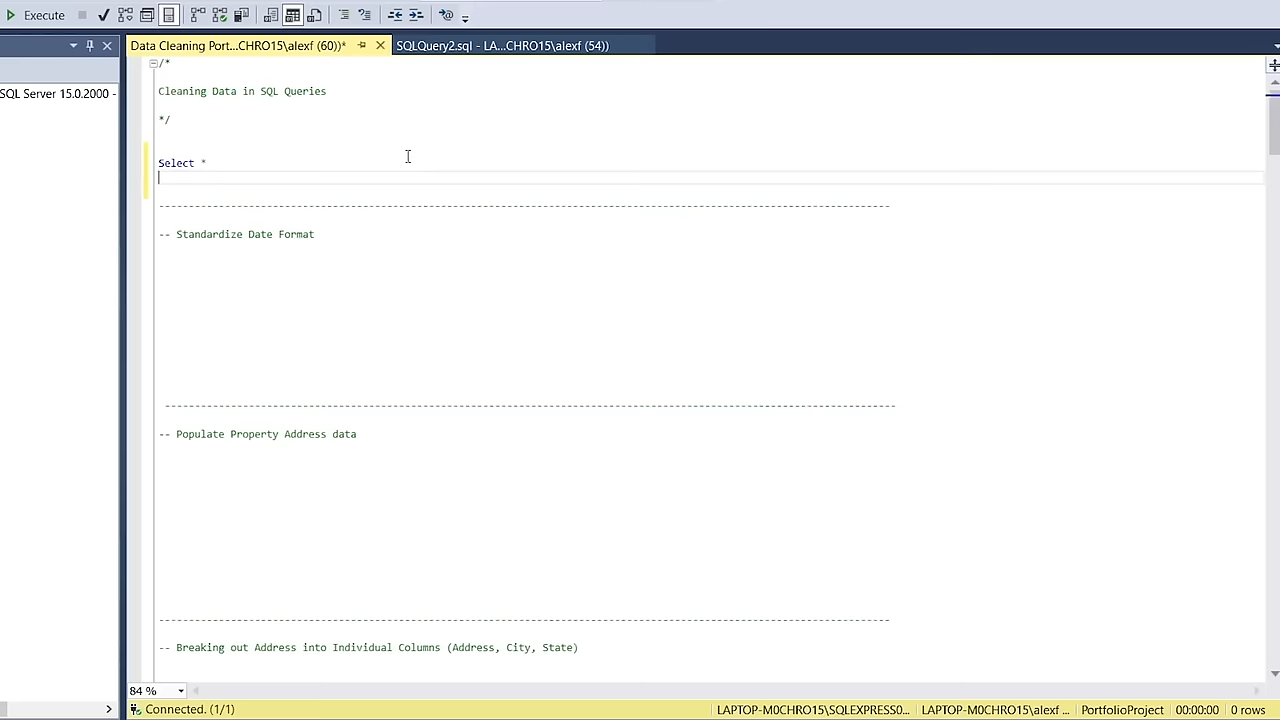 Execute
Data Cleaning Port...CHRO15\alexf (60))* SQLQuery2.sql - LA...CHRO15\alexf (54))
SQL Server 15.0.2000 -
/*
Cleaning Data in SQL Queries
*/
Select *
--------------------------------------------------------------------------------------------------------------------------
-- Standardize Date Format
--------------------------------------------------------------------------------------------------------------------------
-- Populate Property Address data
--------------------------------------------------------------------------------------------------------------------------
-- Breaking out Address into Individual Columns (Address, City, State)
84 %
Connected. (1/1) LAPTOP-M0CHRO15\SQLEXPRESS0... LAPTOP-M0CHRO15\alexf ... PortfolioProject 00:00:00 0 rows